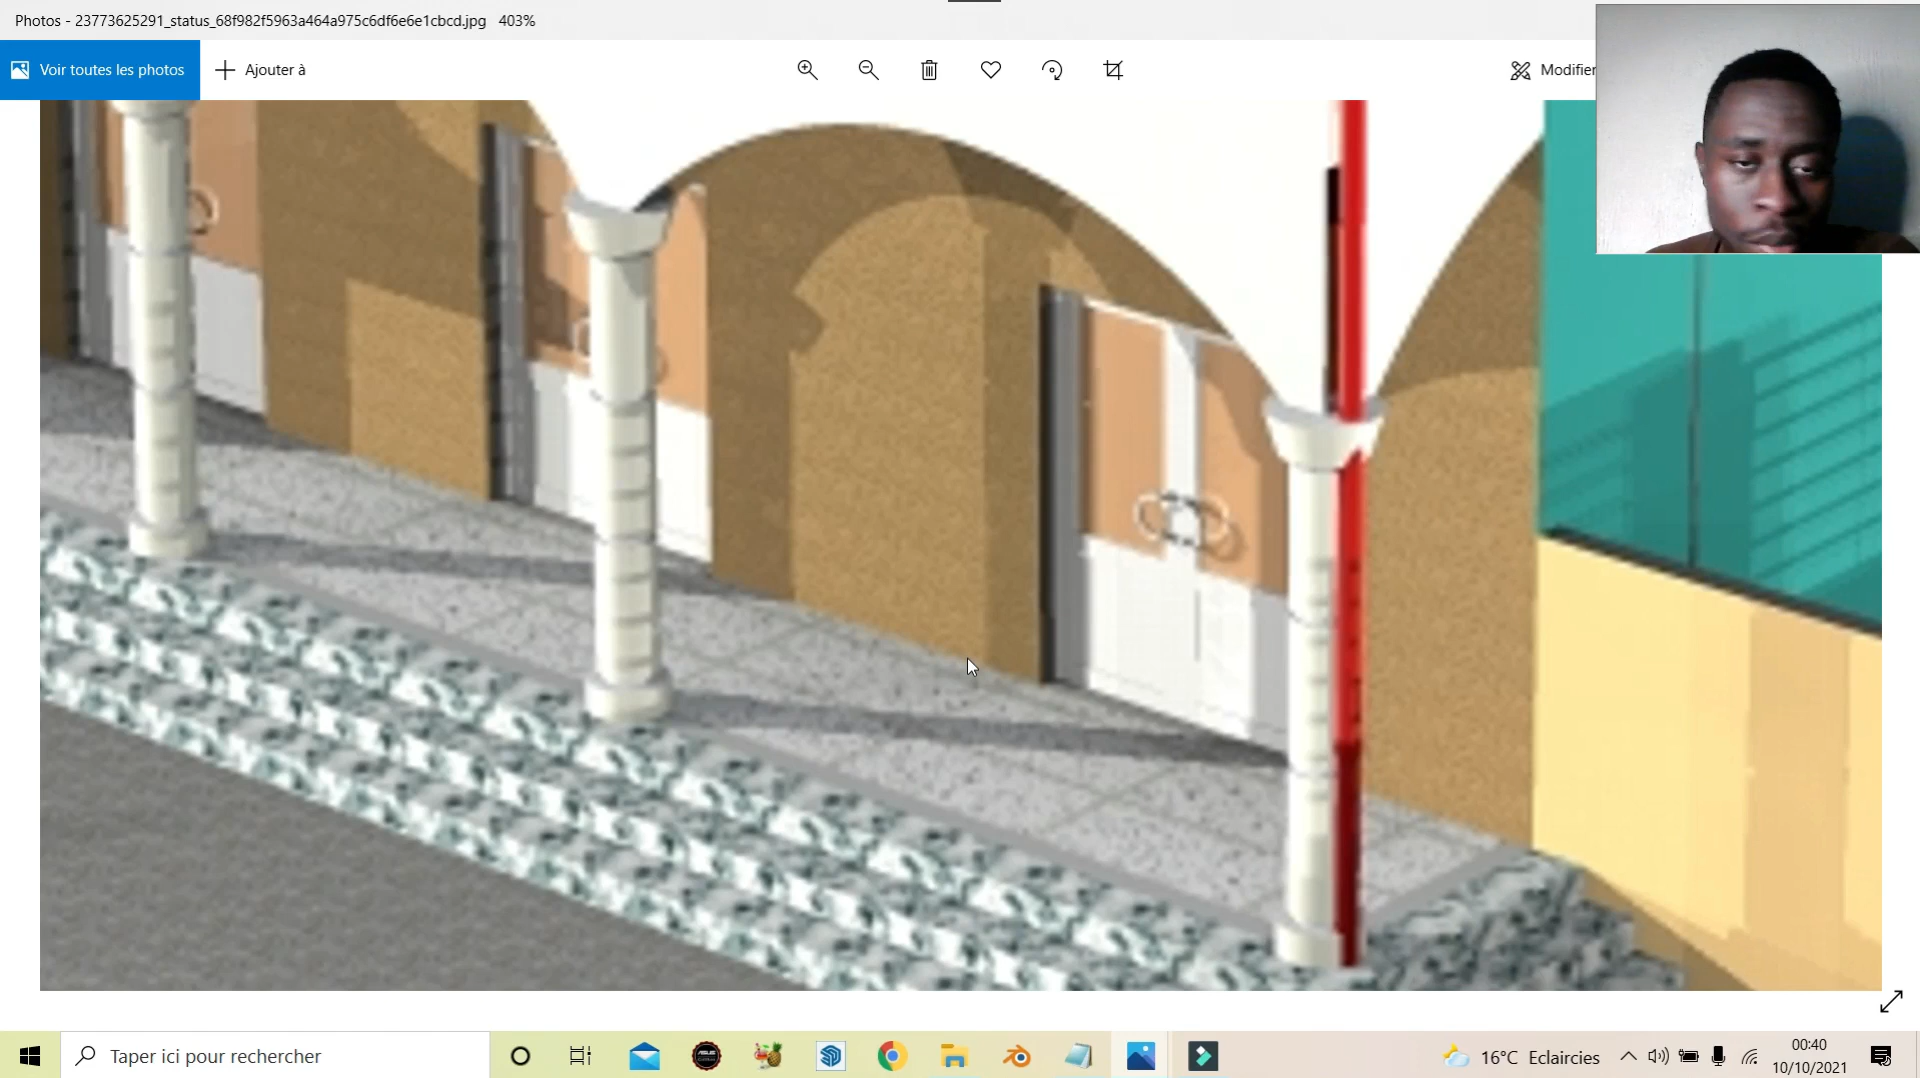 Photos - 23773625291_status_68f982f5963a464a975c6df6e6e1cbcd.jpg 403%
Voir toutes les photos
Ajouter à
Modifier
Taper ici pour rechercher
16°C Eclaircies
00:40
10/10/2021